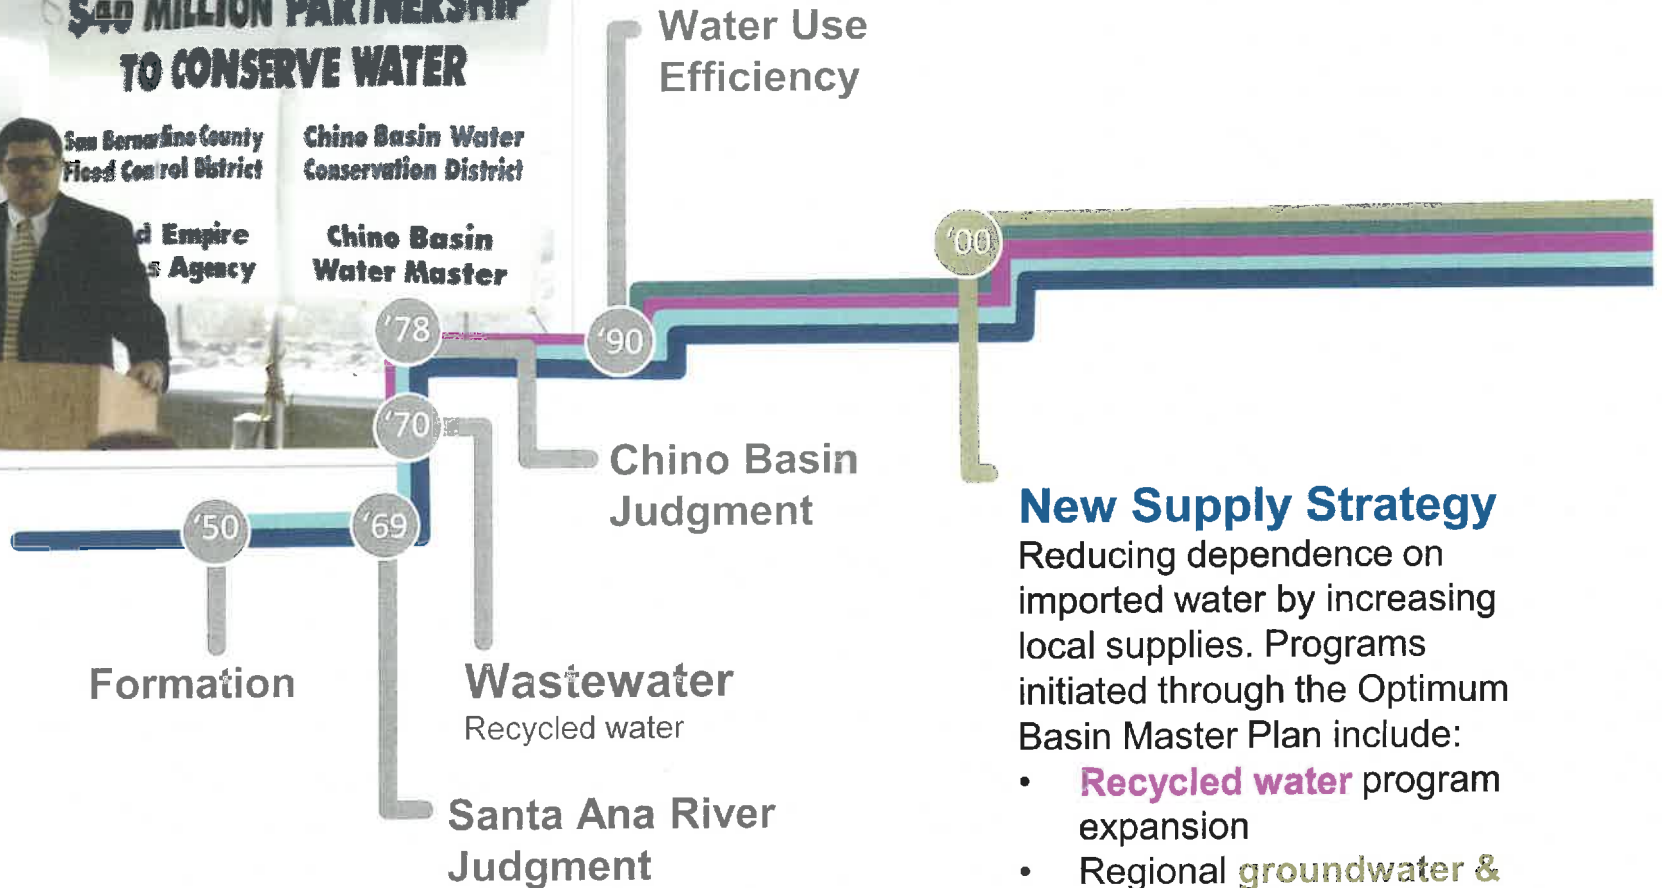 $40 MILLION PARTNERSHIP
TO CONSERVE WATER
San Bernardino County
Flood Control District
Chino Basin Water
Conservation District
d Empire
s Agency
Chino Basin
Water Master
Water Use
Efficiency
'00
'78
'90
'70
Chino Basin
Judgment
'50
'69
New Supply Strategy
Reducing dependence on
imported water by increasing
local supplies. Programs
initiated through the Optimum
Basin Master Plan include:
• Recycled water program
expansion
• Regional groundwater &
Formation
Wastewater
Recycled water
Santa Ana River
Judgment